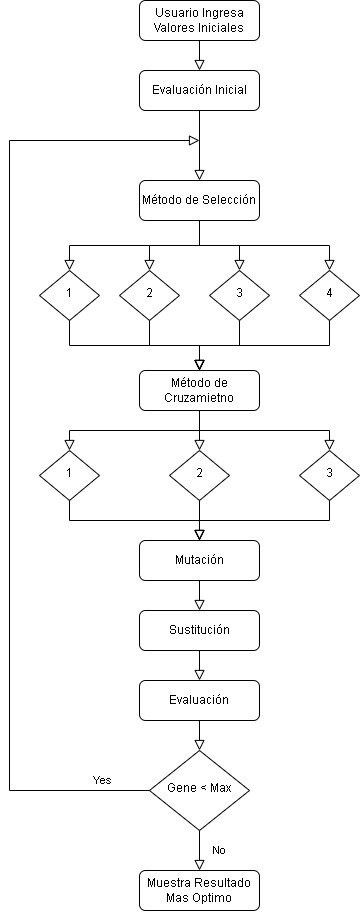 Usuario Ingresa
Valores Iniciales
Evaluación Inicial
Método de Selección
1
2
3
4
Método de
Cruzamietno
1
2
3
Mutación
Sustitución
Evaluación
Gene < Max
Yes
No
Muestra Resultado
Mas Optimo